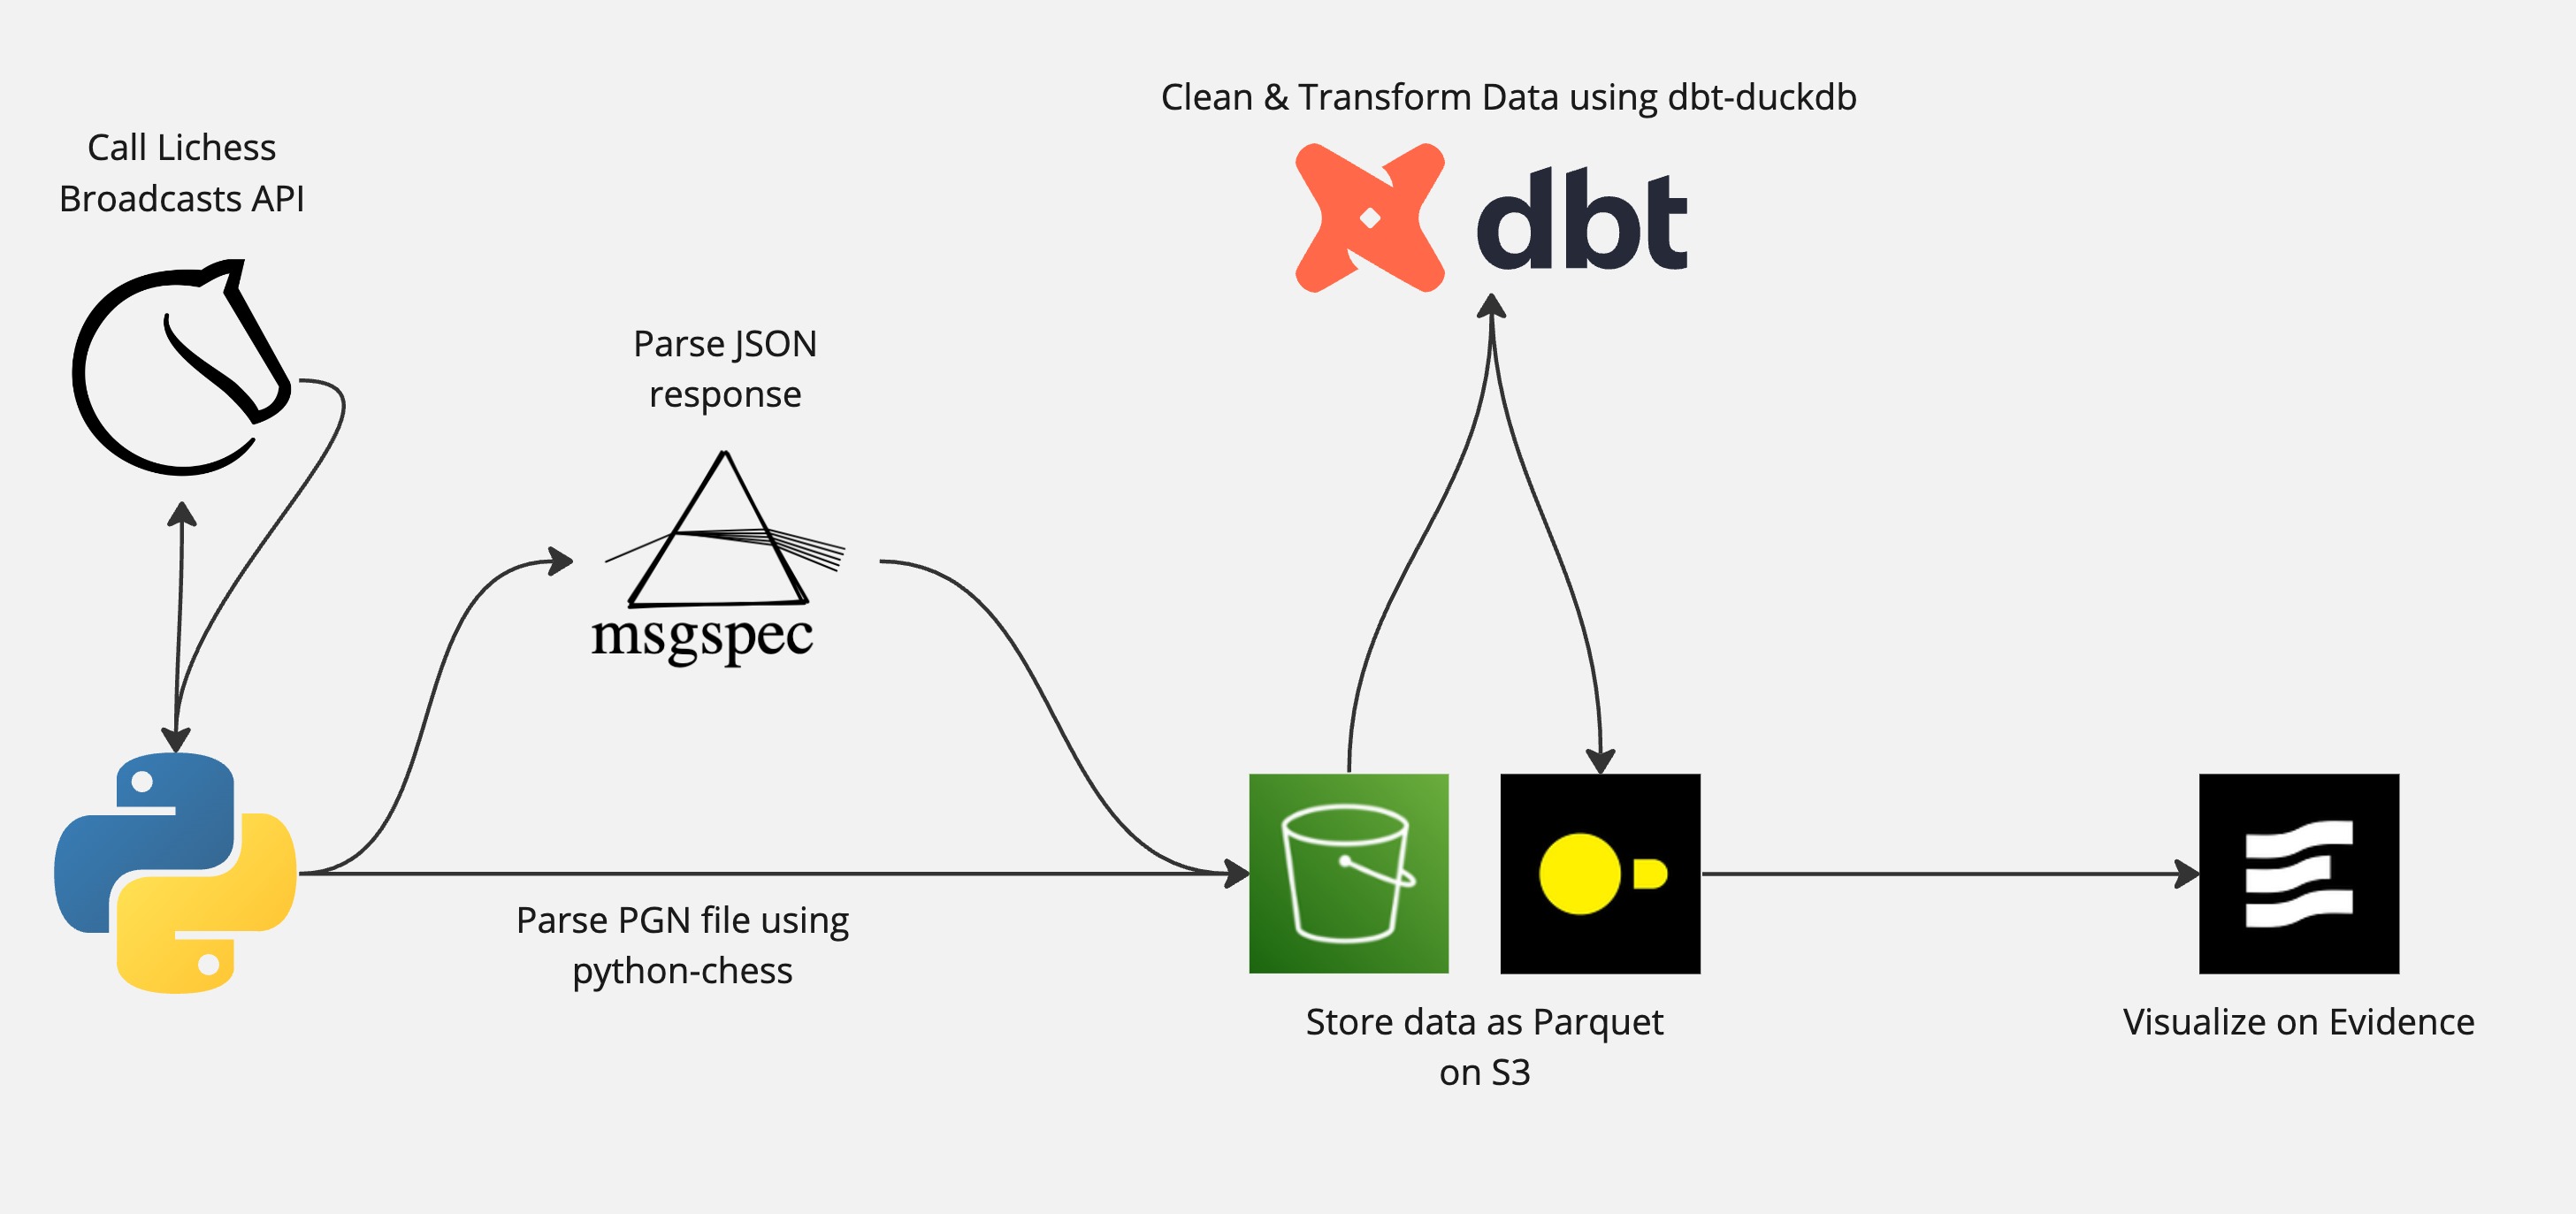 Clean & Transform Data using dbt-duckdb
Call Lichess
Broadcasts API
dbt
Parse JSON
response
msgspec
Parse PGN file using
python-chess
Store data as Parquet
on S3
Visualize on Evidence